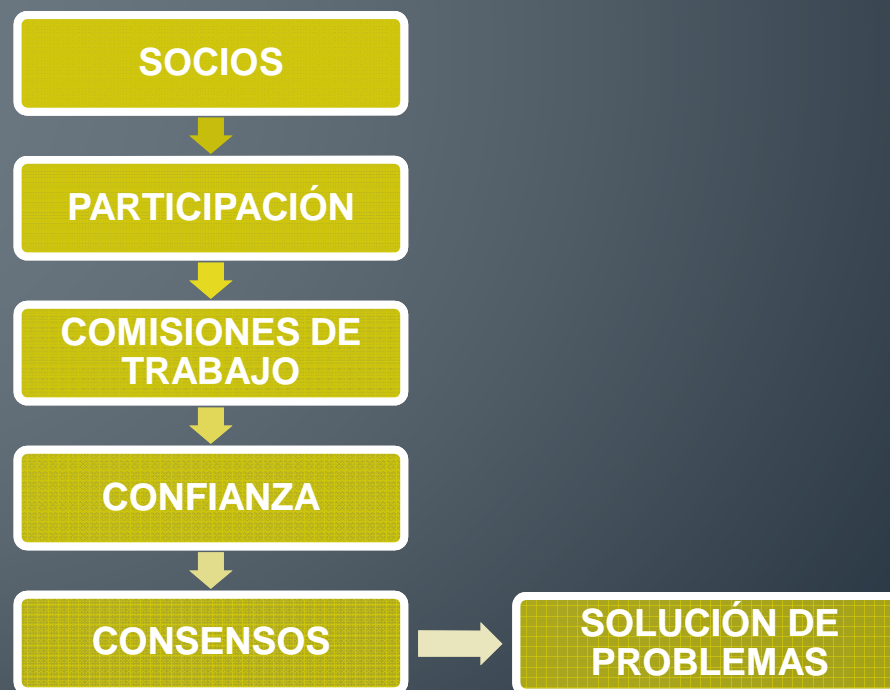 SOCIOS
PARTICIPACIÓN
COMISIONES DE
TRABAJO
CONFIANZA
CONSENSOS
SOLUCIÓN DE
PROBLEMAS